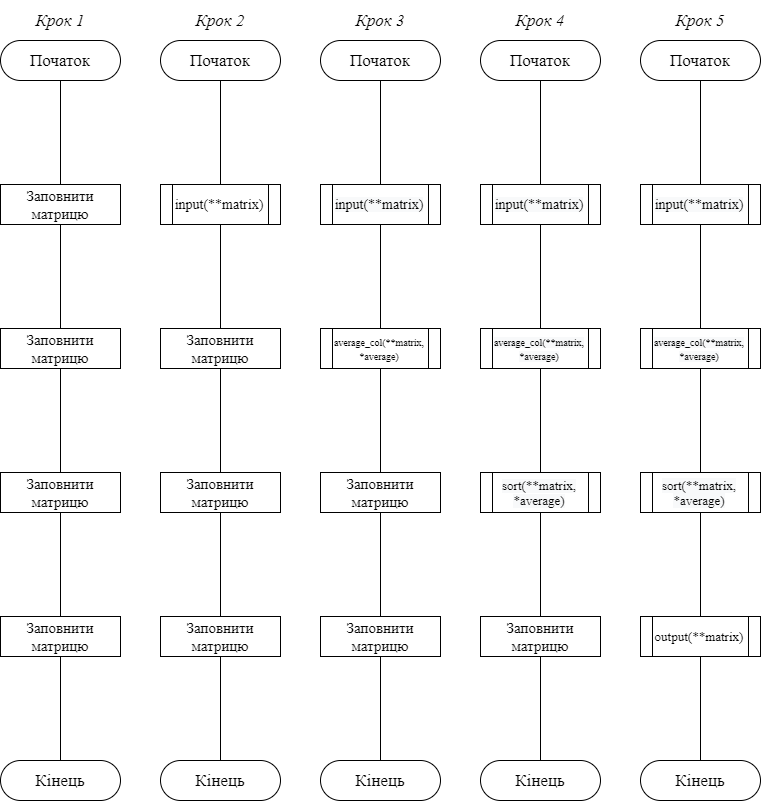 Крок 1
Крок 2
Крок 3
Крок 4
Крок 5
Початок
Початок
Початок
Початок
Початок
Заповнити
матрицю
input(**matrix)
input(**matrix)
input(**matrix)
input(**matrix)
Заповнити
матрицю
Заповнити
матрицю
average_col(**matrix,
*average)
average_col(**matrix,
*average)
average_col(**matrix,
*average)
Заповнити
матрицю
Заповнити
матрицю
Заповнити
матрицю
sort(**matrix,
*average)
sort(**matrix,
*average)
Заповнити
матрицю
Заповнити
матрицю
Заповнити
матрицю
Заповнити
матрицю
output(**matrix)
Кінець
Кінець
Кінець
Кінець
Кінець